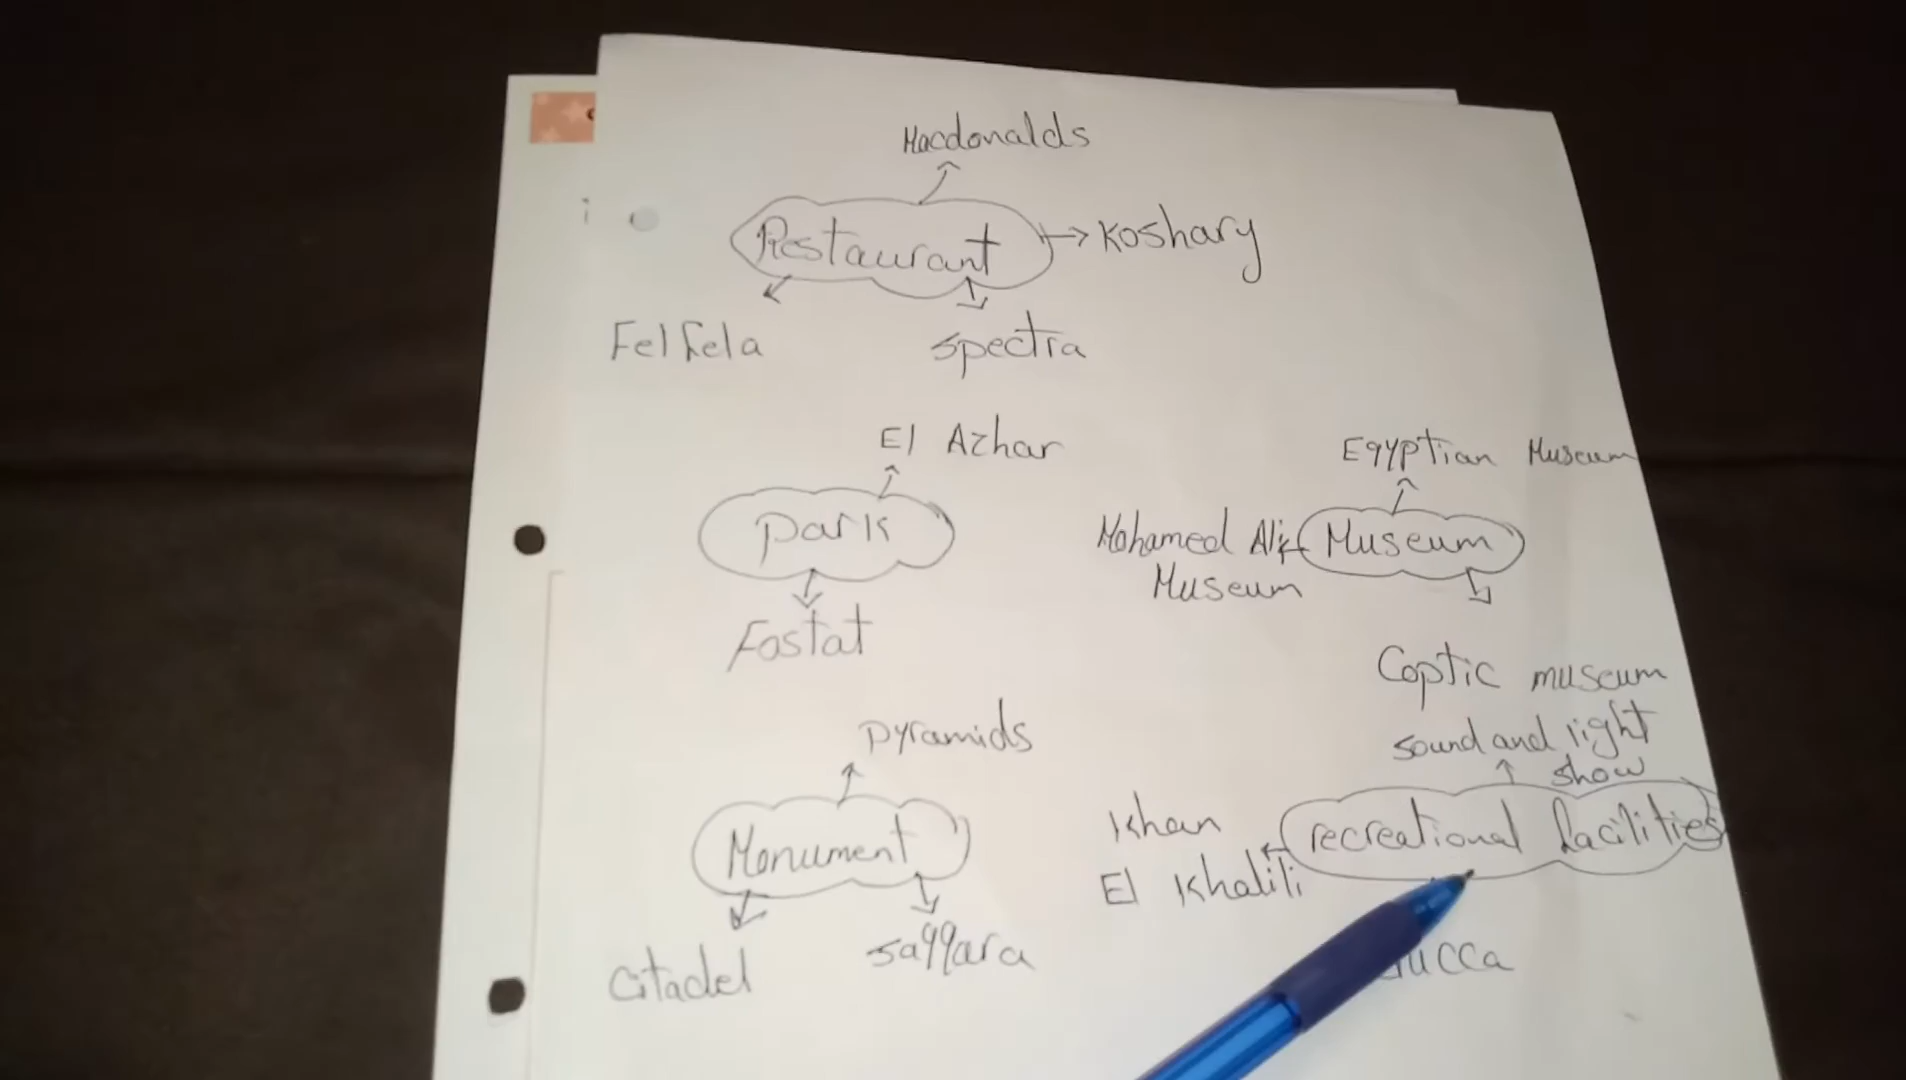 Macdonalds
Restaurant
Koshary
Felfela
spectra
El Azhar
park
Fostat
Egyptian Museum
Mohamed Ali
Museum
Museum
Coptic museum
pyramids
Monument
citadel
saqqara
sound and light
show
recreational facilities
Khan
El Khalili